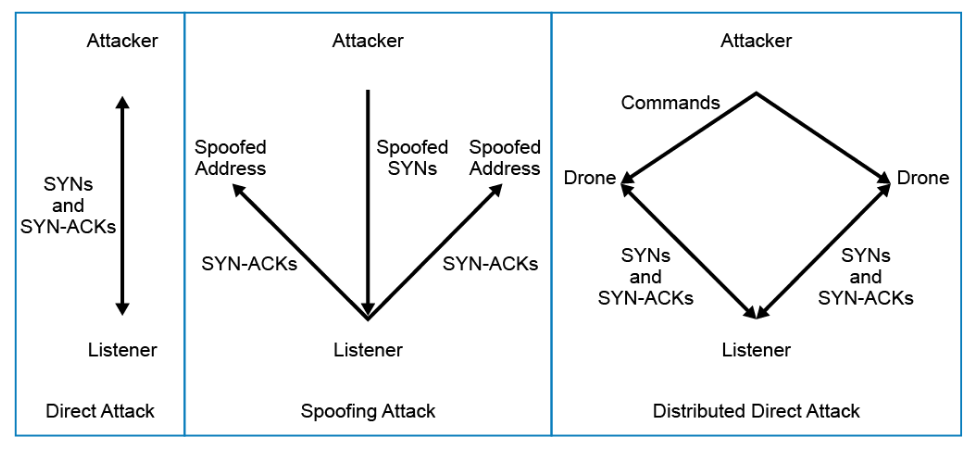 Attacker
SYNs
and
SYN-ACKs
Listener
Direct Attack
Attacker
Spoofed
Address
Spoofed
SYNs
Spoofed
Address
SYN-ACKs
SYN-ACKs
Listener
Spoofing Attack
Attacker
Commands
Drone
Drone
SYNs
and
SYN-ACKs
SYNs
and
SYN-ACKs
Listener
Distributed Direct Attack